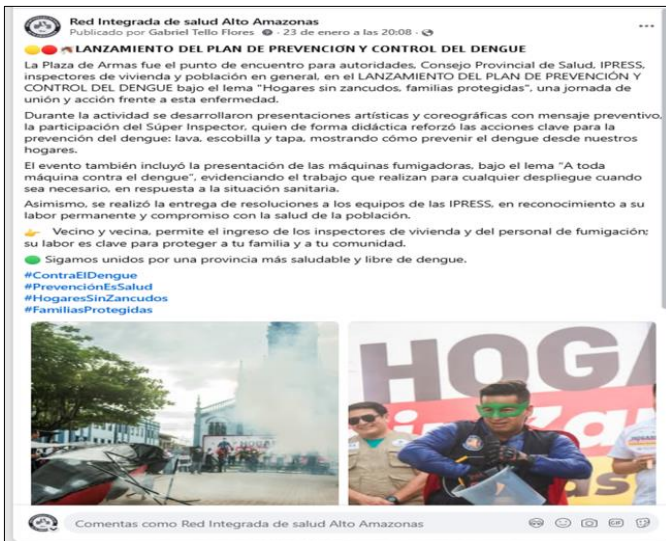 Red Integrada de salud Alto Amazonas
Publicado por Gabriel Tello Flores · 23 de enero a las 20:08 ·
LANZAMIENTO DEL PLAN DE PREVENCIÓN Y CONTROL DEL DENGUE
La Plaza de Armas fue el punto de encuentro para autoridades, Consejo Provincial de Salud, IPRESS,
inspectores de vivienda y población en general, en el LANZAMIENTO DEL PLAN DE PREVENCIÓN Y
CONTROL DEL DENGUE bajo el lema "Hogares sin zancudos, familias protegidas", una jornada de
unión y acción frente a esta enfermedad.
Durante la actividad se desarrollaron presentaciones artísticas y coreográficas con mensaje preventivo,
la participación del Súper Inspector, quien de forma didáctica reforzó las acciones clave para la
prevención del dengue: lava, escobilla y tapa, mostrando cómo prevenir el dengue desde nuestros
hogares.
El evento también incluyó la presentación de las máquinas fumigadoras, bajo el lema "A toda
máquina contra el dengue", evidenciando el trabajo que realizan para cualquier despliegue cuando
sea necesario, en respuesta a la situación sanitaria.
Asimismo, se realizó la entrega de resoluciones a los equipos de las IPRESS, en reconocimiento a su
labor permanente y compromiso con la salud de la población.
Vecino y vecina, permite el ingreso de los inspectores de vivienda y del personal de fumigación;
su labor es clave para proteger a tu familia y a tu comunidad.
Sigamos unidos por una provincia más saludable y libre de dengue.
#ContraElDengue
#PrevenciónEsSalud
#HogaresSinZancudos
#FamiliasProtegidas
HOGA
HOG
Comentas como Red Integrada de salud Alto Amazonas